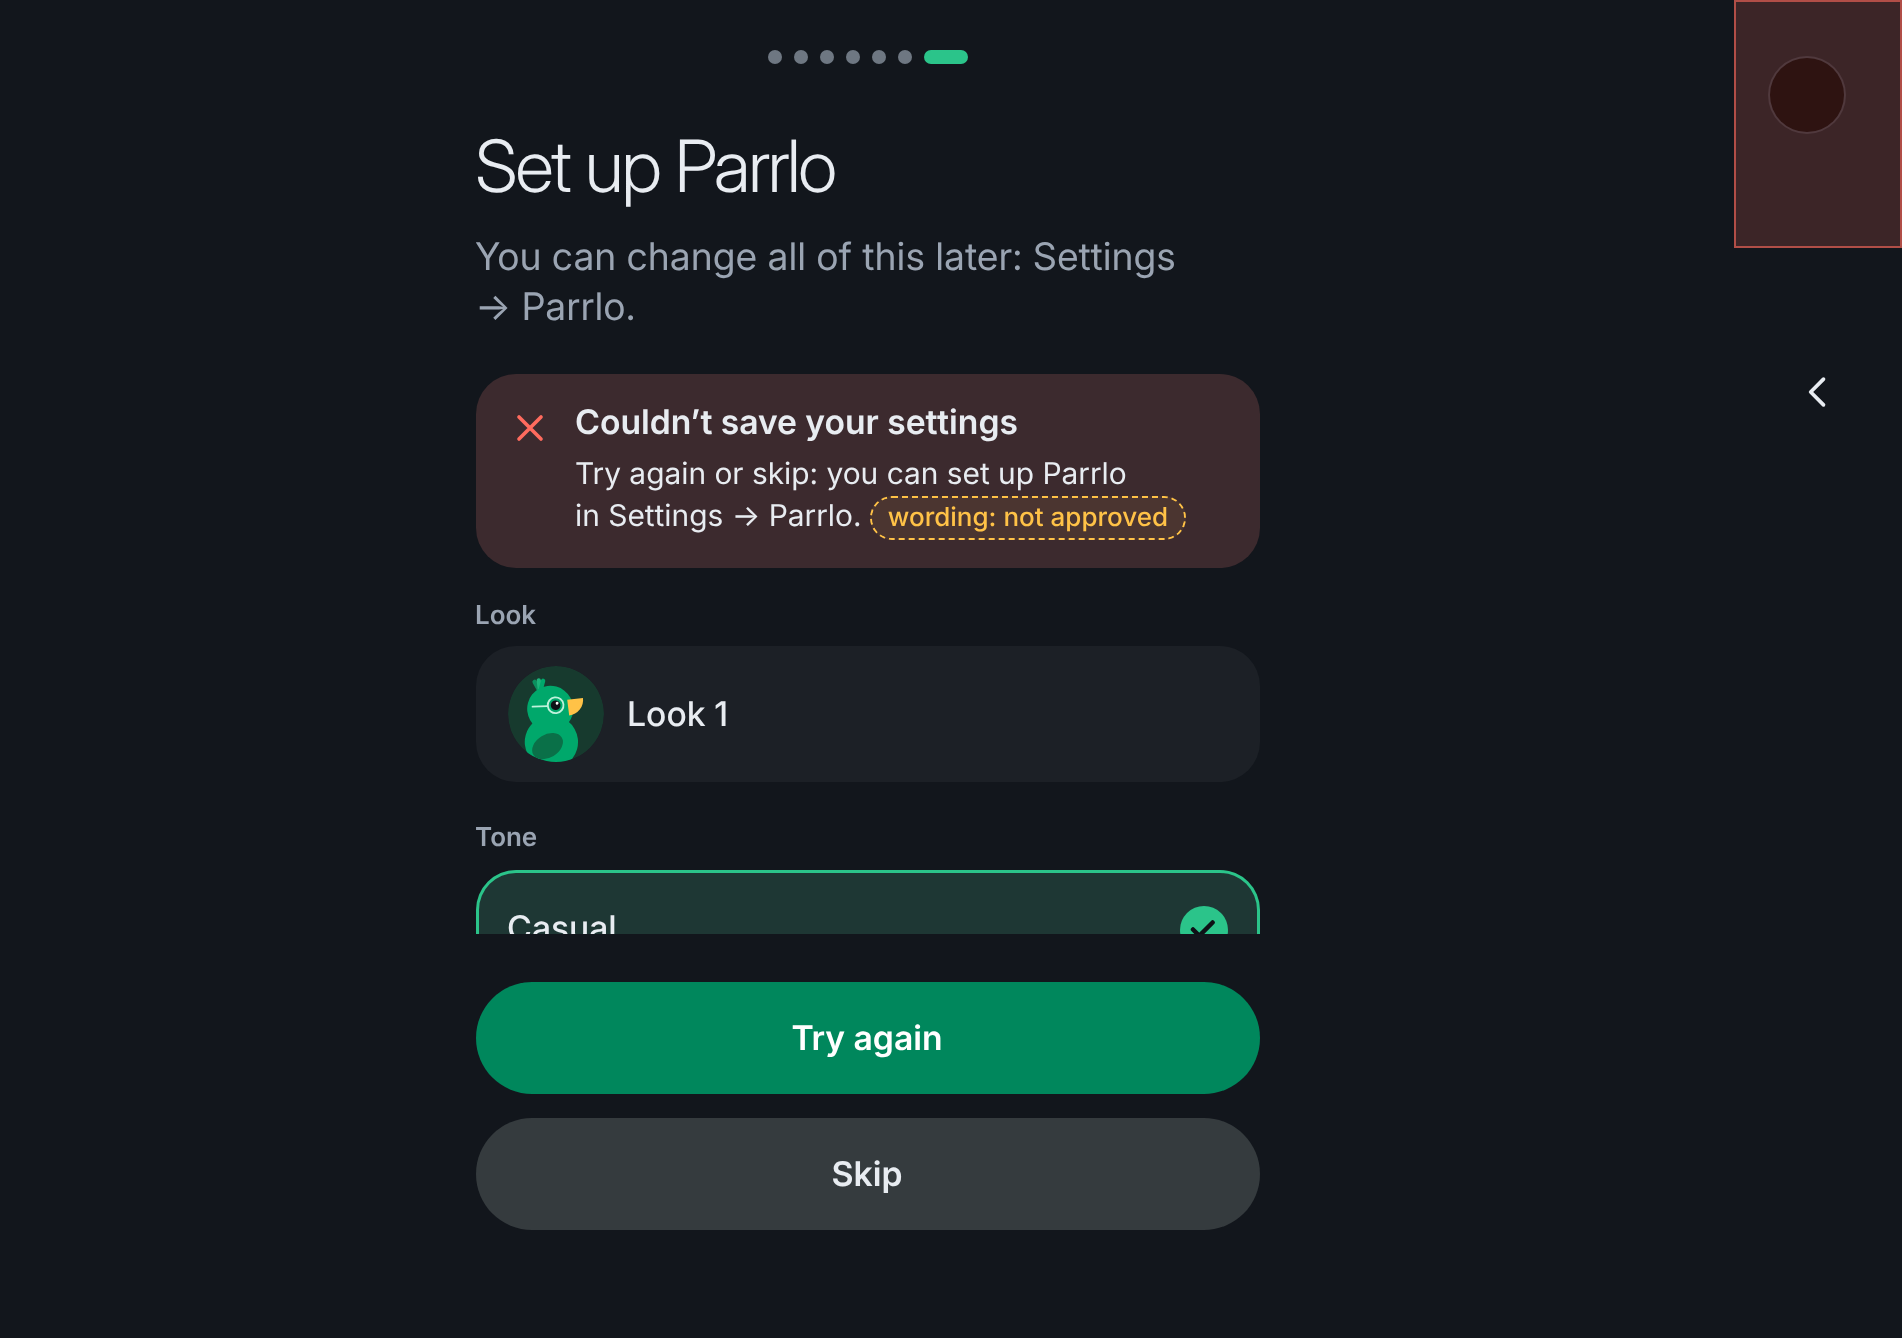 Set up Parrlo
You can change all of this later: Settings
→ Parrlo.
Couldn’t save your settings
Try again or skip: you can set up Parrlo
in Settings → Parrlo. wording: not approved
Look
Look 1
Tone
Casual
Try again
Skip